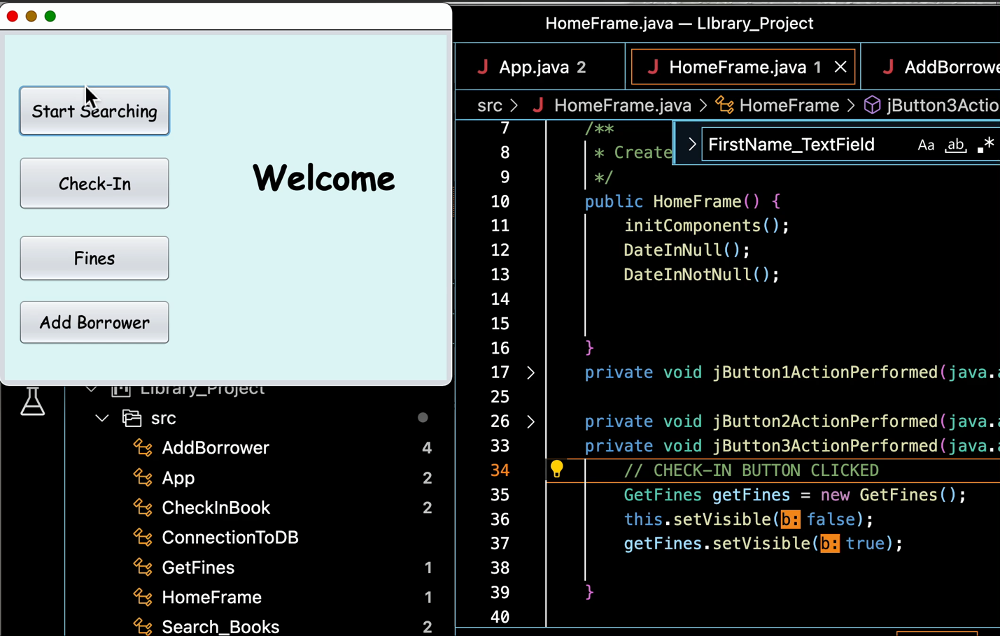 Start Searching
Check-In
Fines
Add Borrower
Welcome
Library_Project
src
AddBorrower 4
App 2
CheckInBook 2
ConnectionToDB
GetFines 1
HomeFrame 1
Search_Books 2
HomeFrame.java — LIbrary_Project
J App.java 2
J HomeFrame.java 1
J AddBorrowe
src > J HomeFrame.java > HomeFrame > jButton3Actio
FirstName_TextField Aa ab .*
7 /**
8 * Create
9 */
10 public HomeFrame() {
11 initComponents();
12 DateInNull();
13 DateInNotNull();
14
15
16 }
17 private void jButton1ActionPerformed(java.a
25
26 private void jButton2ActionPerformed(java.a
33 private void jButton3ActionPerformed(java.a
34 // CHECK-IN BUTTON CLICKED
35 GetFines getFines = new GetFines();
36 this.setVisible(b: false);
37 getFines.setVisible(b: true);
38
39 }
40